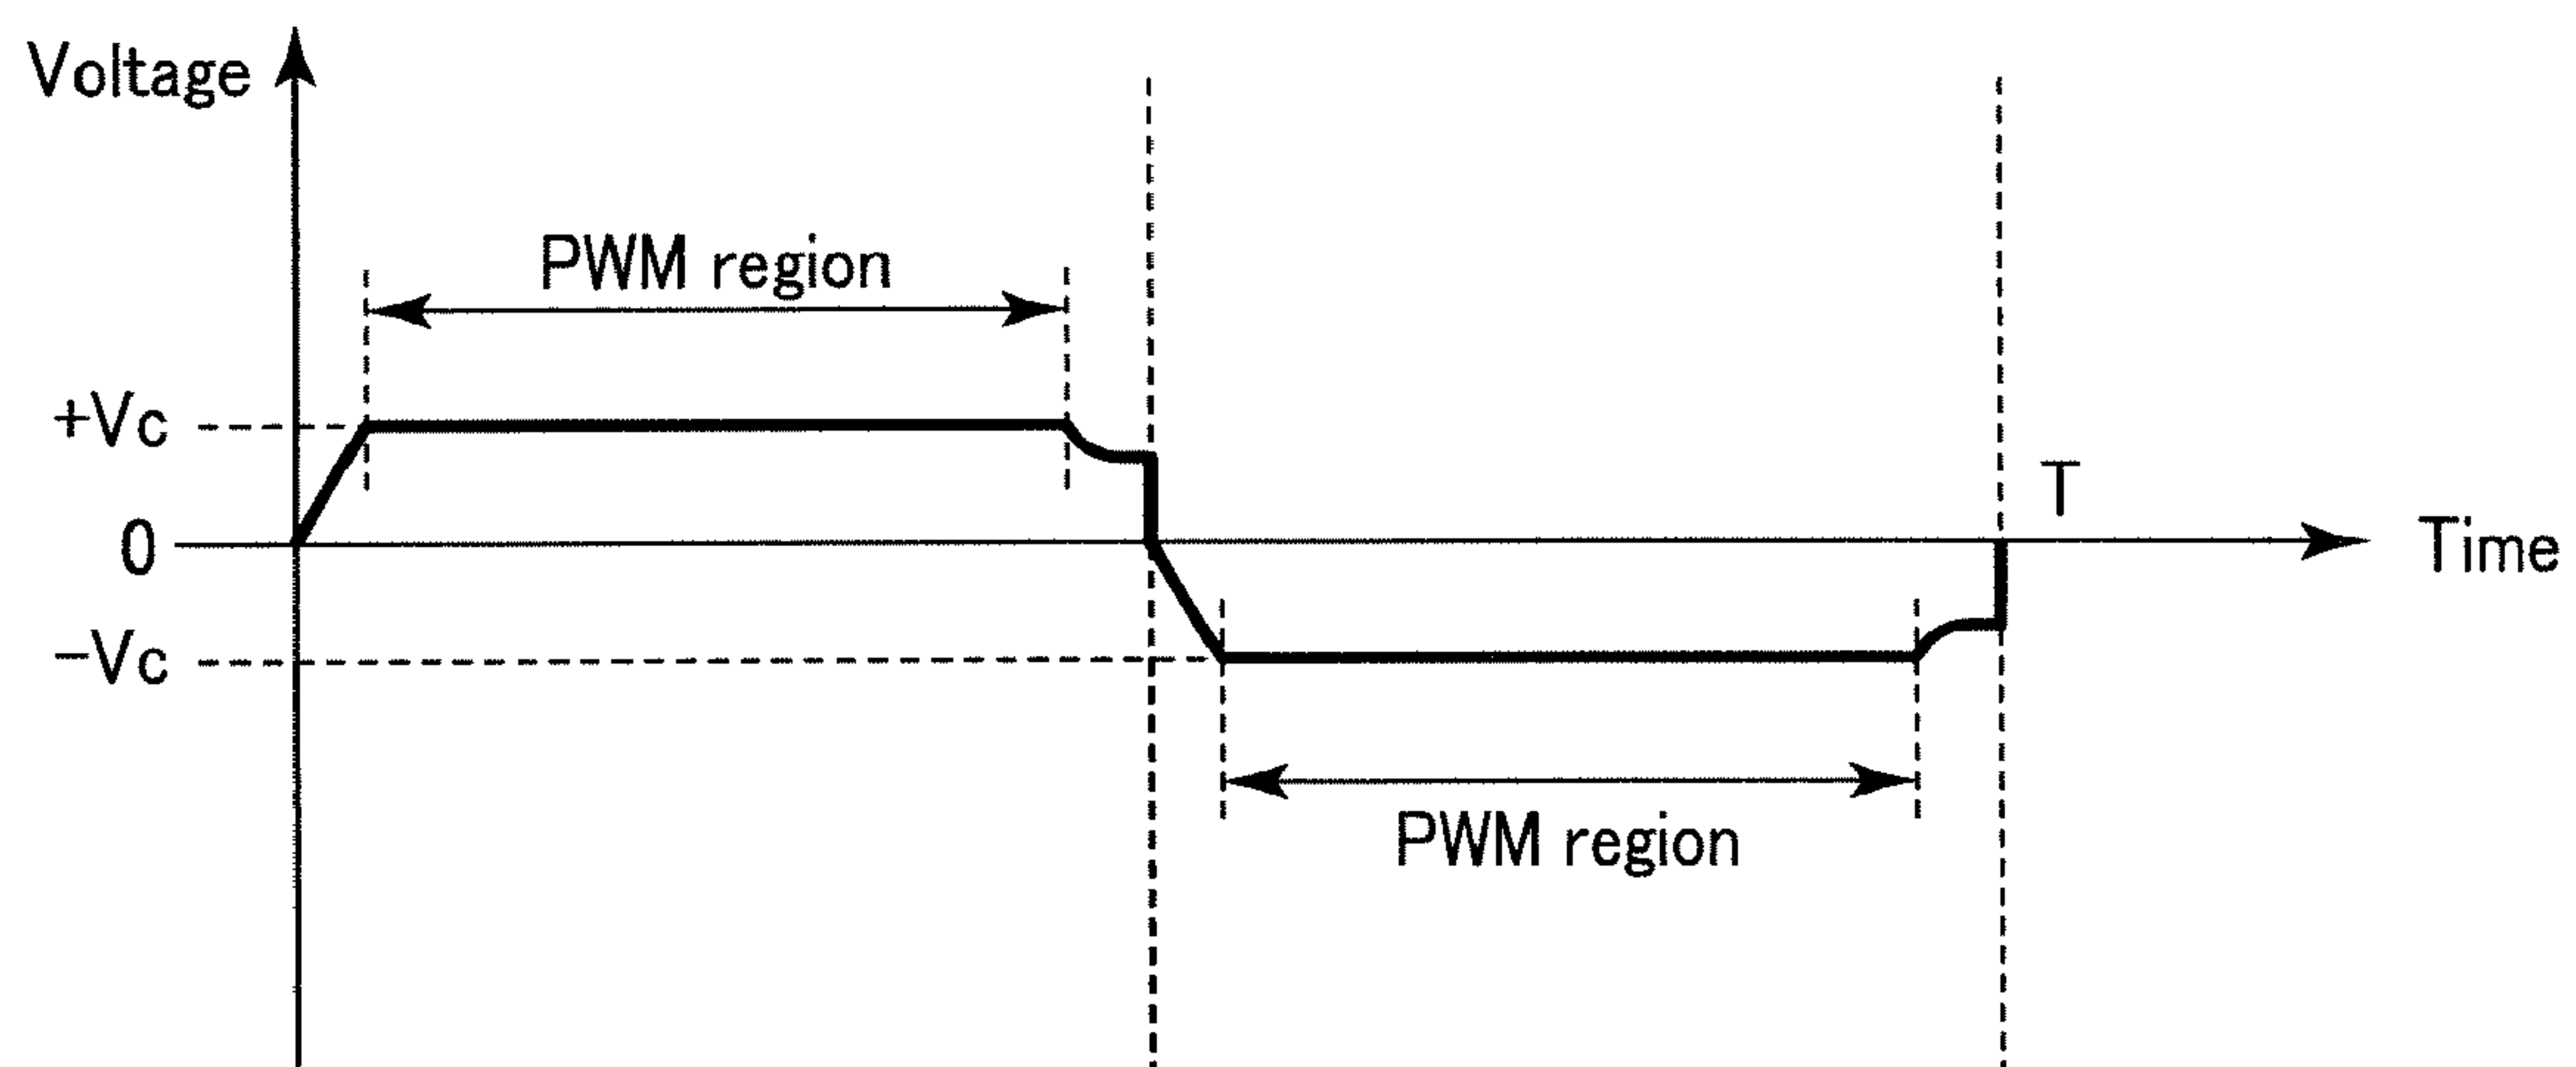 Voltage
PWM region
+Vc
T
0
Time
−Vc
PWM region